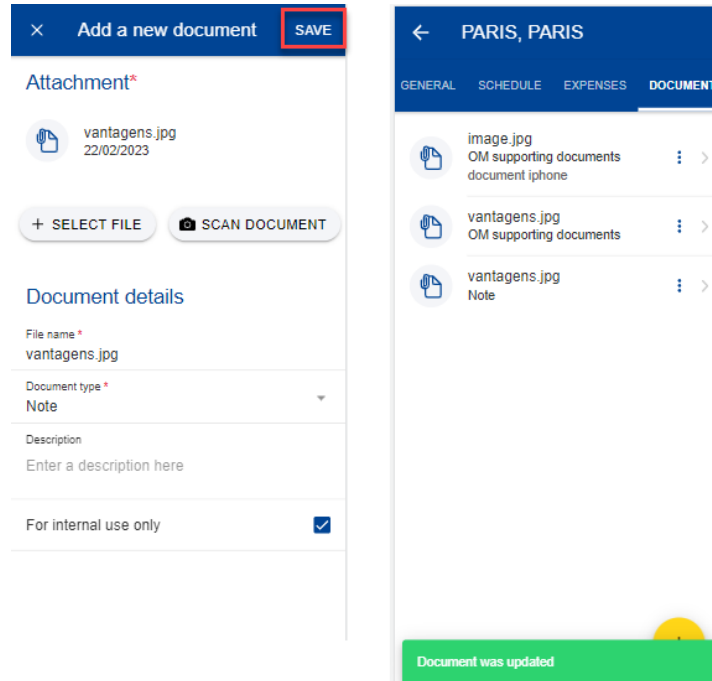 × Add a new document SAVE
Attachment*
vantagens.jpg
22/02/2023
+ SELECT FILE
SCAN DOCUMENT
Document details
File name *
vantagens.jpg
Document type *
Note
Description
Enter a description here
For internal use only
PARIS, PARIS
GENERAL SCHEDULE EXPENSES DOCUMENT
image.jpg
OM supporting documents
document iphone
vantagens.jpg
OM supporting documents
vantagens.jpg
Note
Document was updated